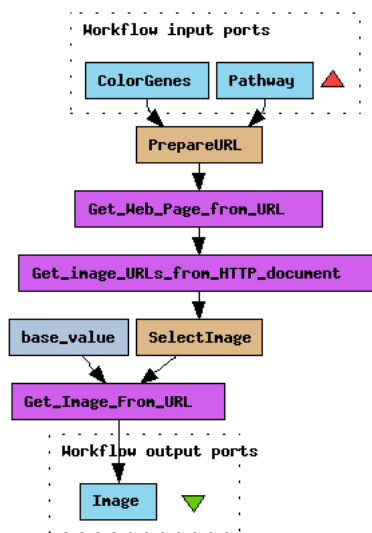 Workflow input ports
ColorGenes
Pathway
PrepareURL
Get_Web_Page_from_URL
Get_image_URLs_from_HTTP_document
base_value
SelectImage
Get_Image_From_URL
Workflow output ports
Image